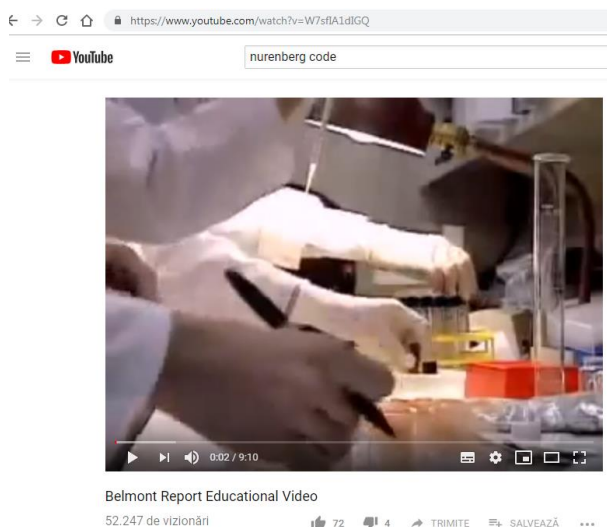 https://www.youtube.com/watch?v=W7sfIA1dIGQ
YouTube
nurenberg code
0:02 / 9:10
Belmont Report Educational Video
52.247 de vizionări
72 4 TRIMITE SALVEAZĂ